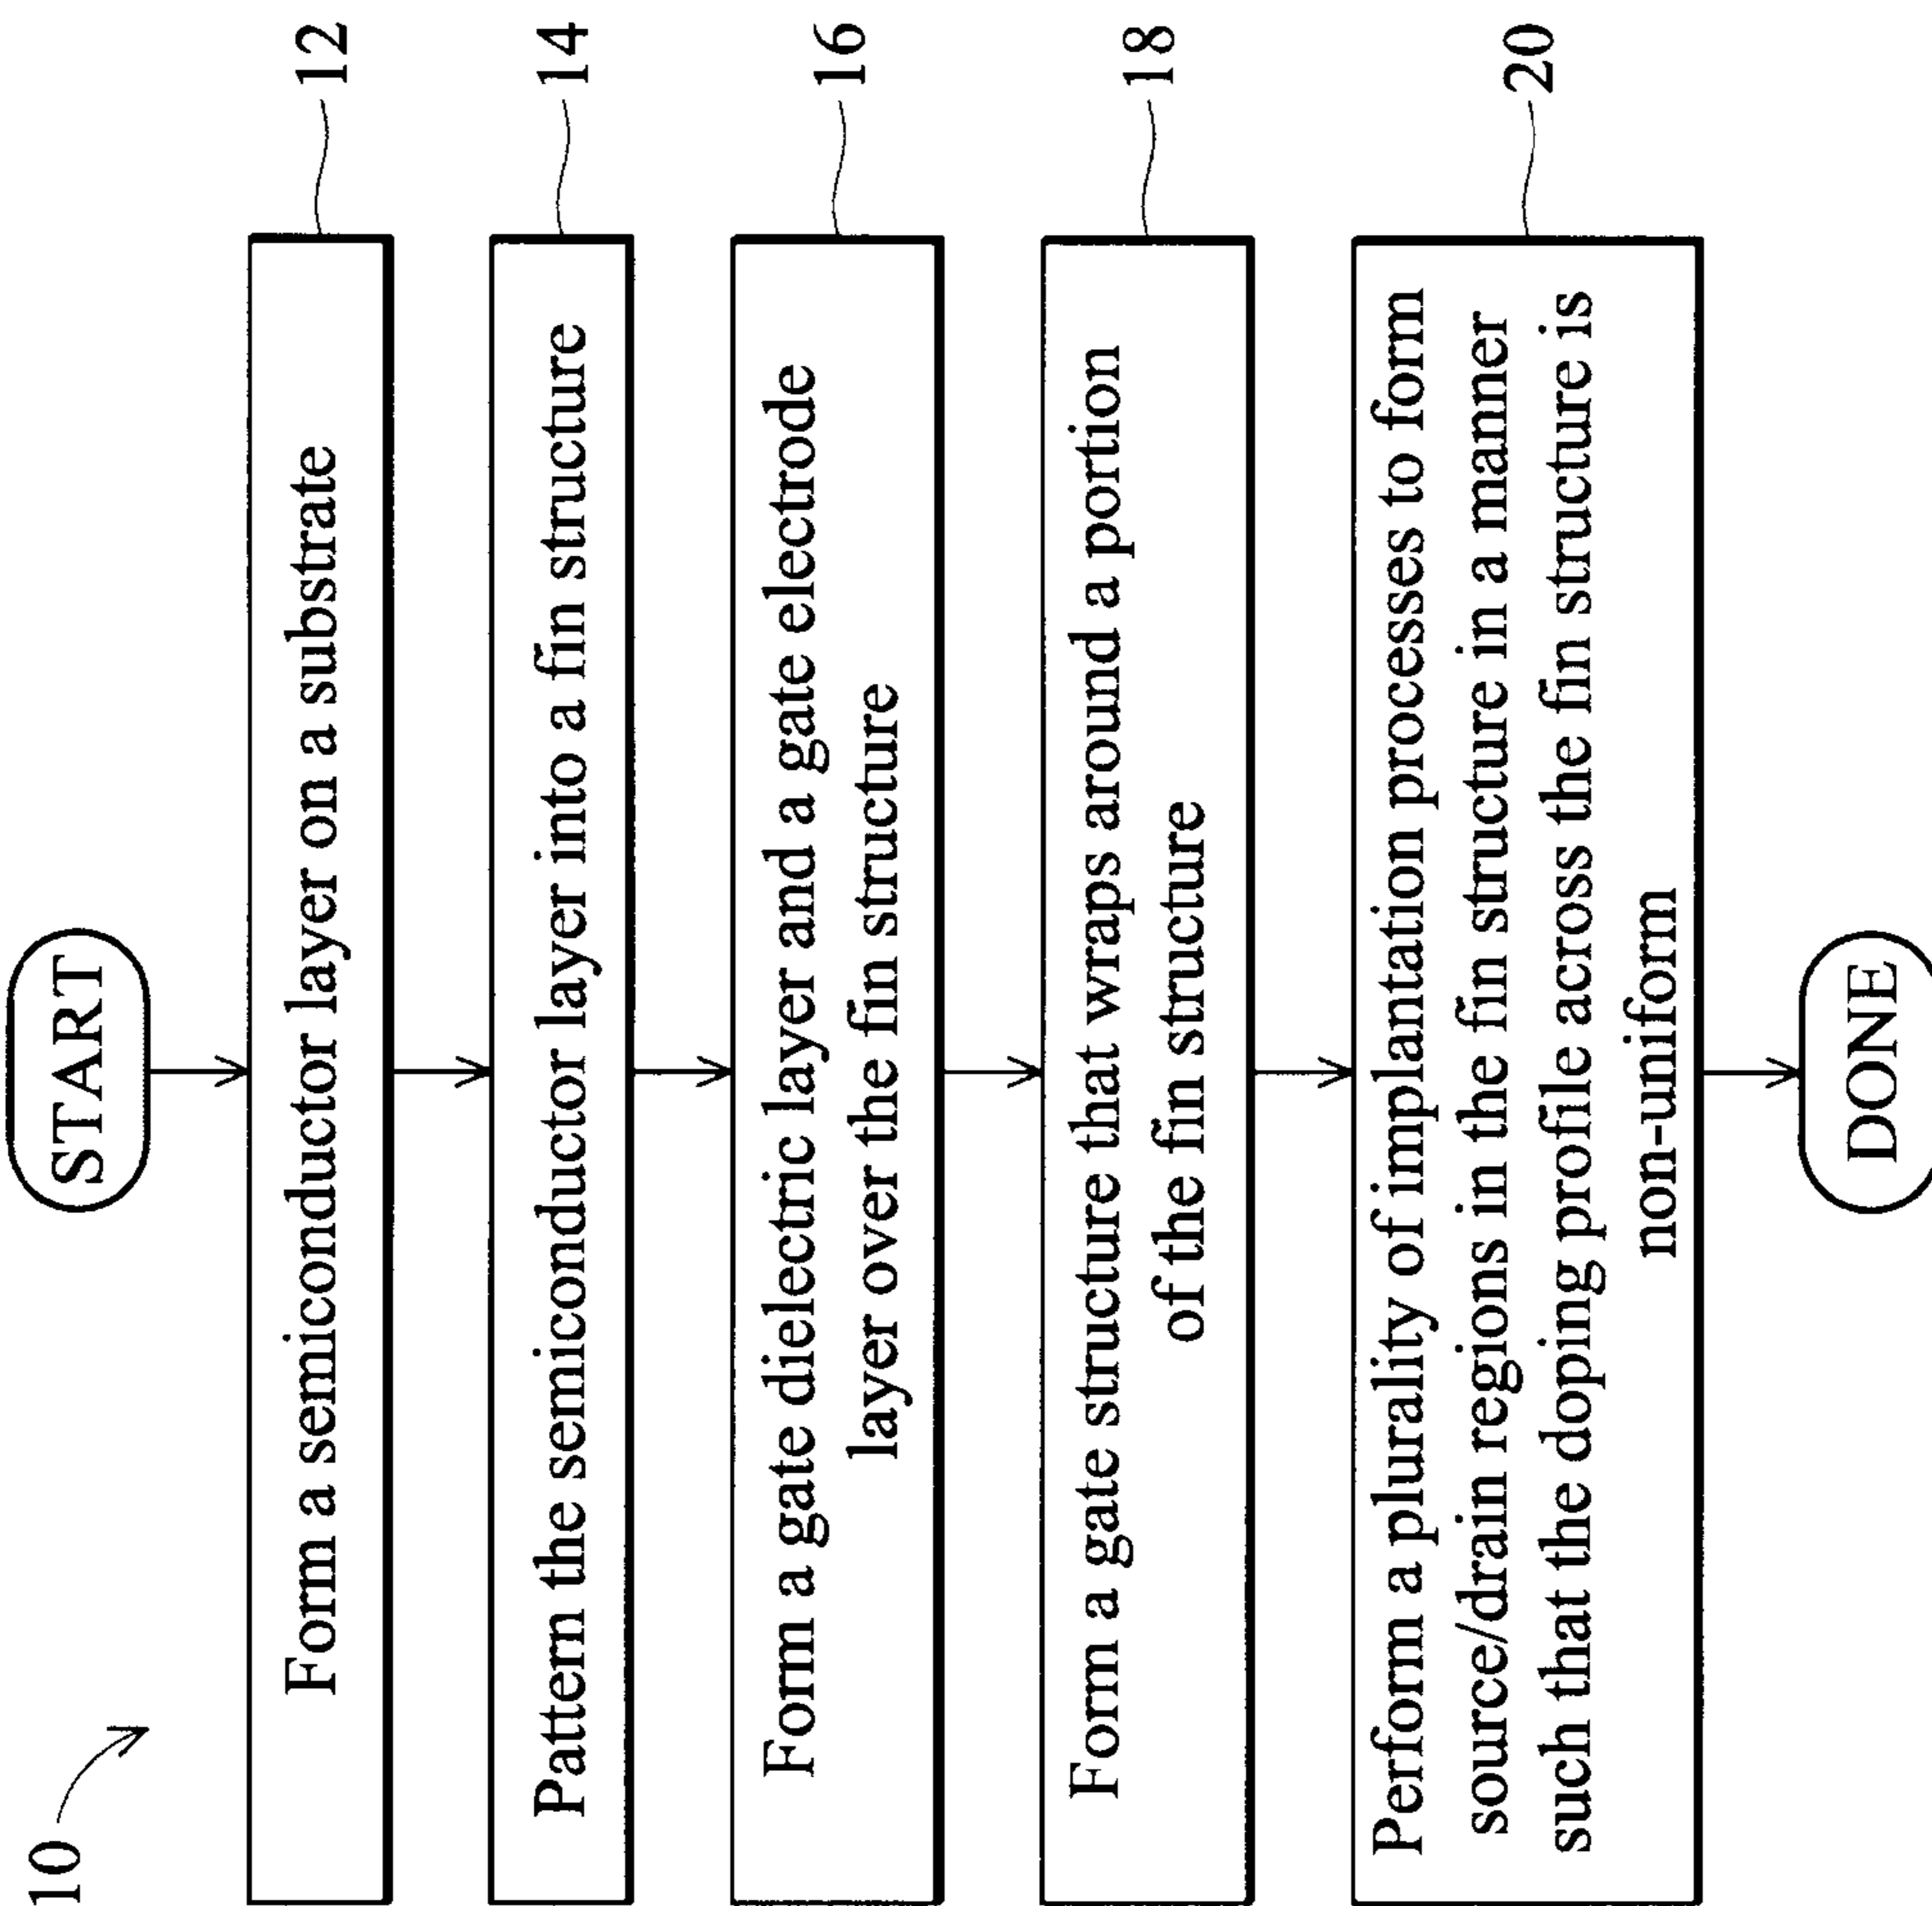 10
START
Form a semiconductor layer on a substrate
12
Pattern the semiconductor layer into a fin structure
14
Form a gate dielectric layer and a gate electrode
layer over the fin structure
16
Form a gate structure that wraps around a portion
of the fin structure
18
Perform a plurality of implantation processes to form
source/drain regions in the fin structure in a manner
such that the doping profile across the fin structure is
non-uniform
20
DONE